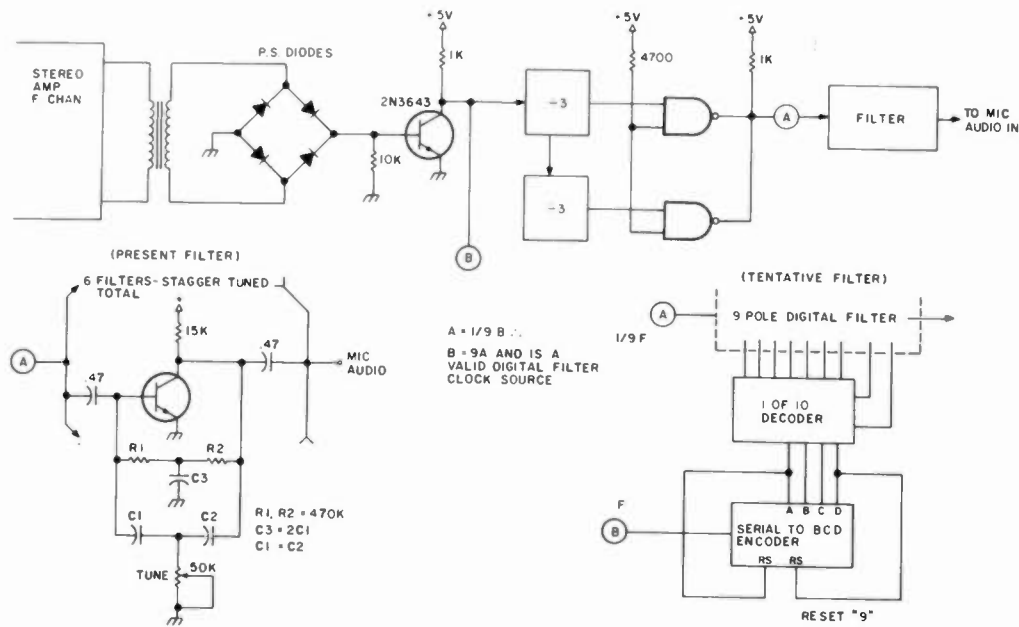 STEREO
AMP
F CHAN
P.S. DIODES
10K
2N3643
+5V
1K
B
-3
-3
+5V
4700
+5V
1K
A
FILTER
TO MIC
AUDIO IN
(PRESENT FILTER)
6 FILTERS-STAGGER TUNED
TOTAL
+
15K
A
.47
.47
MIC
AUDIO
R1
R2
C3
C1
C2
R1, R2 = 470K
C3=2C1
C1 = C2
TUNE
50K
A = 1/9 B ∴
B = 9A AND IS A
VALID DIGITAL FILTER
CLOCK SOURCE
(TENTATIVE FILTER)
A
1/9 F
9 POLE DIGITAL FILTER
1 OF 10
DECODER
A B C D
F
B
SERIAL TO BCD
ENCODER
RS RS
RESET "9"